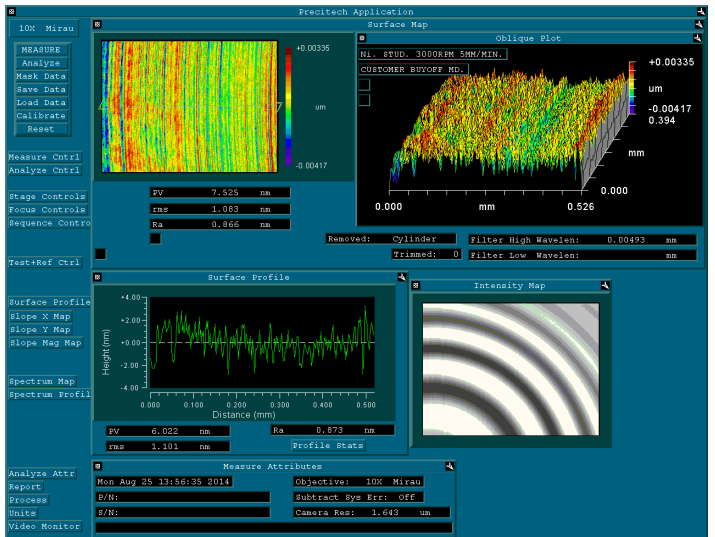 Precitech Application
10X Mirau
MEASURE
Analyze
Mask Data
Save Data
Load Data
Calibrate
Reset
Measure Cntrl
Analyze Cntrl
Stage Controls
Focus Controls
Sequence Contro
Test+Ref Ctrl
Surface Profile
Slope X Map
Slope Y Map
Slope Mag Map
Spectrum Map
Spectrum Profil
Analyze Attr
Report
Process
Units
Video Monitor
Surface Map
+0.00335
um
-0.00417
PV 7.525 nm
rms 1.083 nm
Ra 0.866 nm
Oblique Plot
Ni. STUD. 3000RPM 5MM/MIN.
CUSTOMER BUYOFF MD.
+0.00335
um
-0.00417
0.394
mm
0.000
0.000 mm 0.526
Removed: Cylinder
Trimmed: 0
Filter High Wavelen: 0.00493 mm
Filter Low Wavelen: mm
Surface Profile
Height (nm)
+4.00
+2.00
+0.00
-2.00
-4.00
0.000 0.100 0.200 0.300 0.400 0.500
Distance (mm)
PV 6.022 nm
rms 1.101 nm
Ra 0.873 nm
Profile Stats
Intensity Map
Measure Attributes
Mon Aug 25 13:56:35 2014
P/N:
S/N:
Objective: 10X Mirau
Subtract Sys Err: Off
Camera Res: 1.643 um